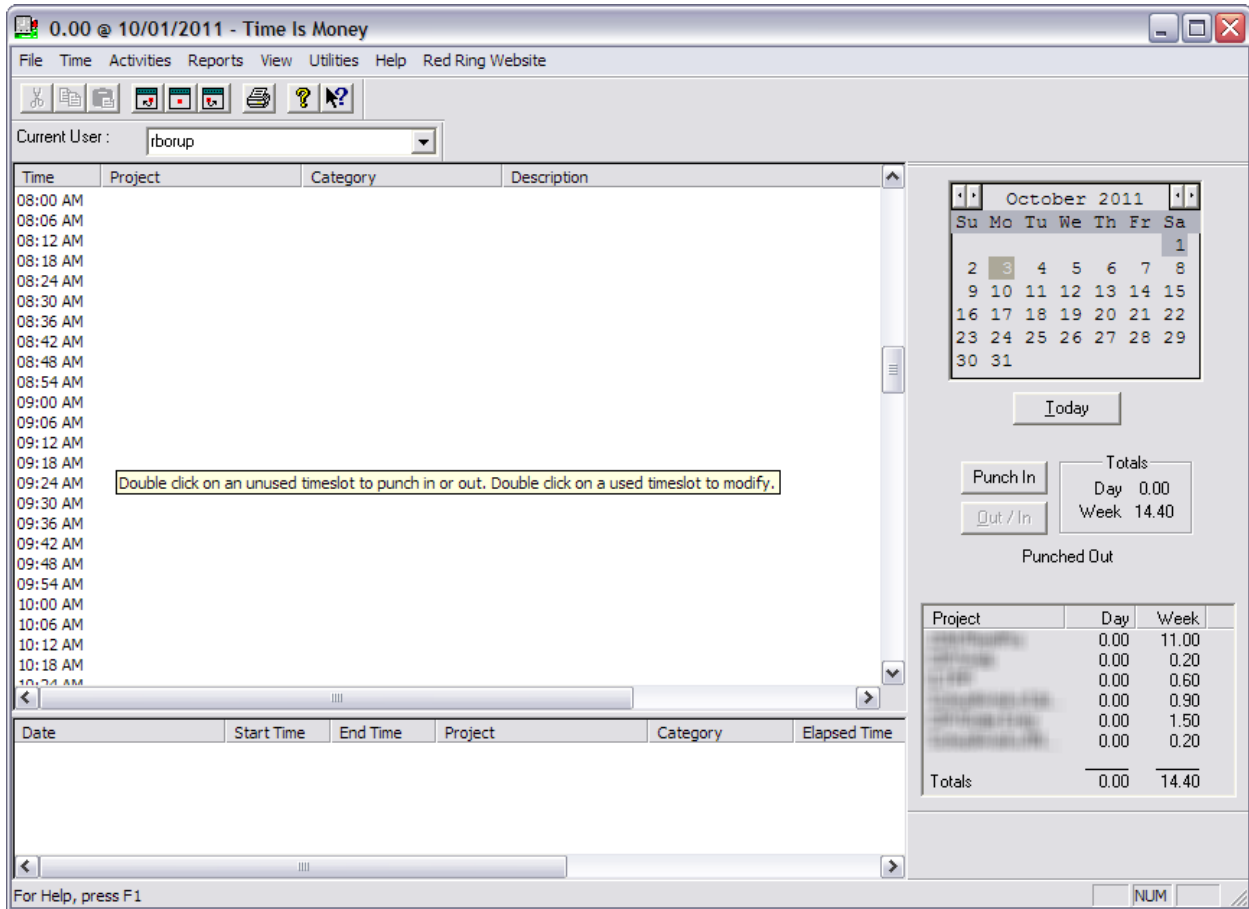 0.00 @ 10/01/2011 - Time Is Money
File Time Activities Reports View Utilities Help Red Ring Website
Current User : rborup
Time Project Category Description
08:00 AM
08:06 AM
08:12 AM
08:18 AM
08:24 AM
08:30 AM
08:36 AM
08:42 AM
08:48 AM
08:54 AM
09:00 AM
09:06 AM
09:12 AM
09:18 AM
09:24 AM
Double click on an unused timeslot to punch in or out. Double click on a used timeslot to modify.
09:30 AM
09:36 AM
09:42 AM
09:48 AM
09:54 AM
10:00 AM
10:06 AM
10:12 AM
10:18 AM
10:24 AM
Date Start Time End Time Project Category Elapsed Time
October 2011
Su Mo Tu We Th Fr Sa
1
2 3 4 5 6 7 8
9 10 11 12 13 14 15
16 17 18 19 20 21 22
23 24 25 26 27 28 29
30 31
Today
Punch In
Out / In
Totals
Day 0.00
Week 14.40
Punched Out
Project Day Week
0.00 11.00
0.00 0.20
0.00 0.60
0.00 0.90
0.00 1.50
0.00 0.20
Totals 0.00 14.40
For Help, press F1
NUM